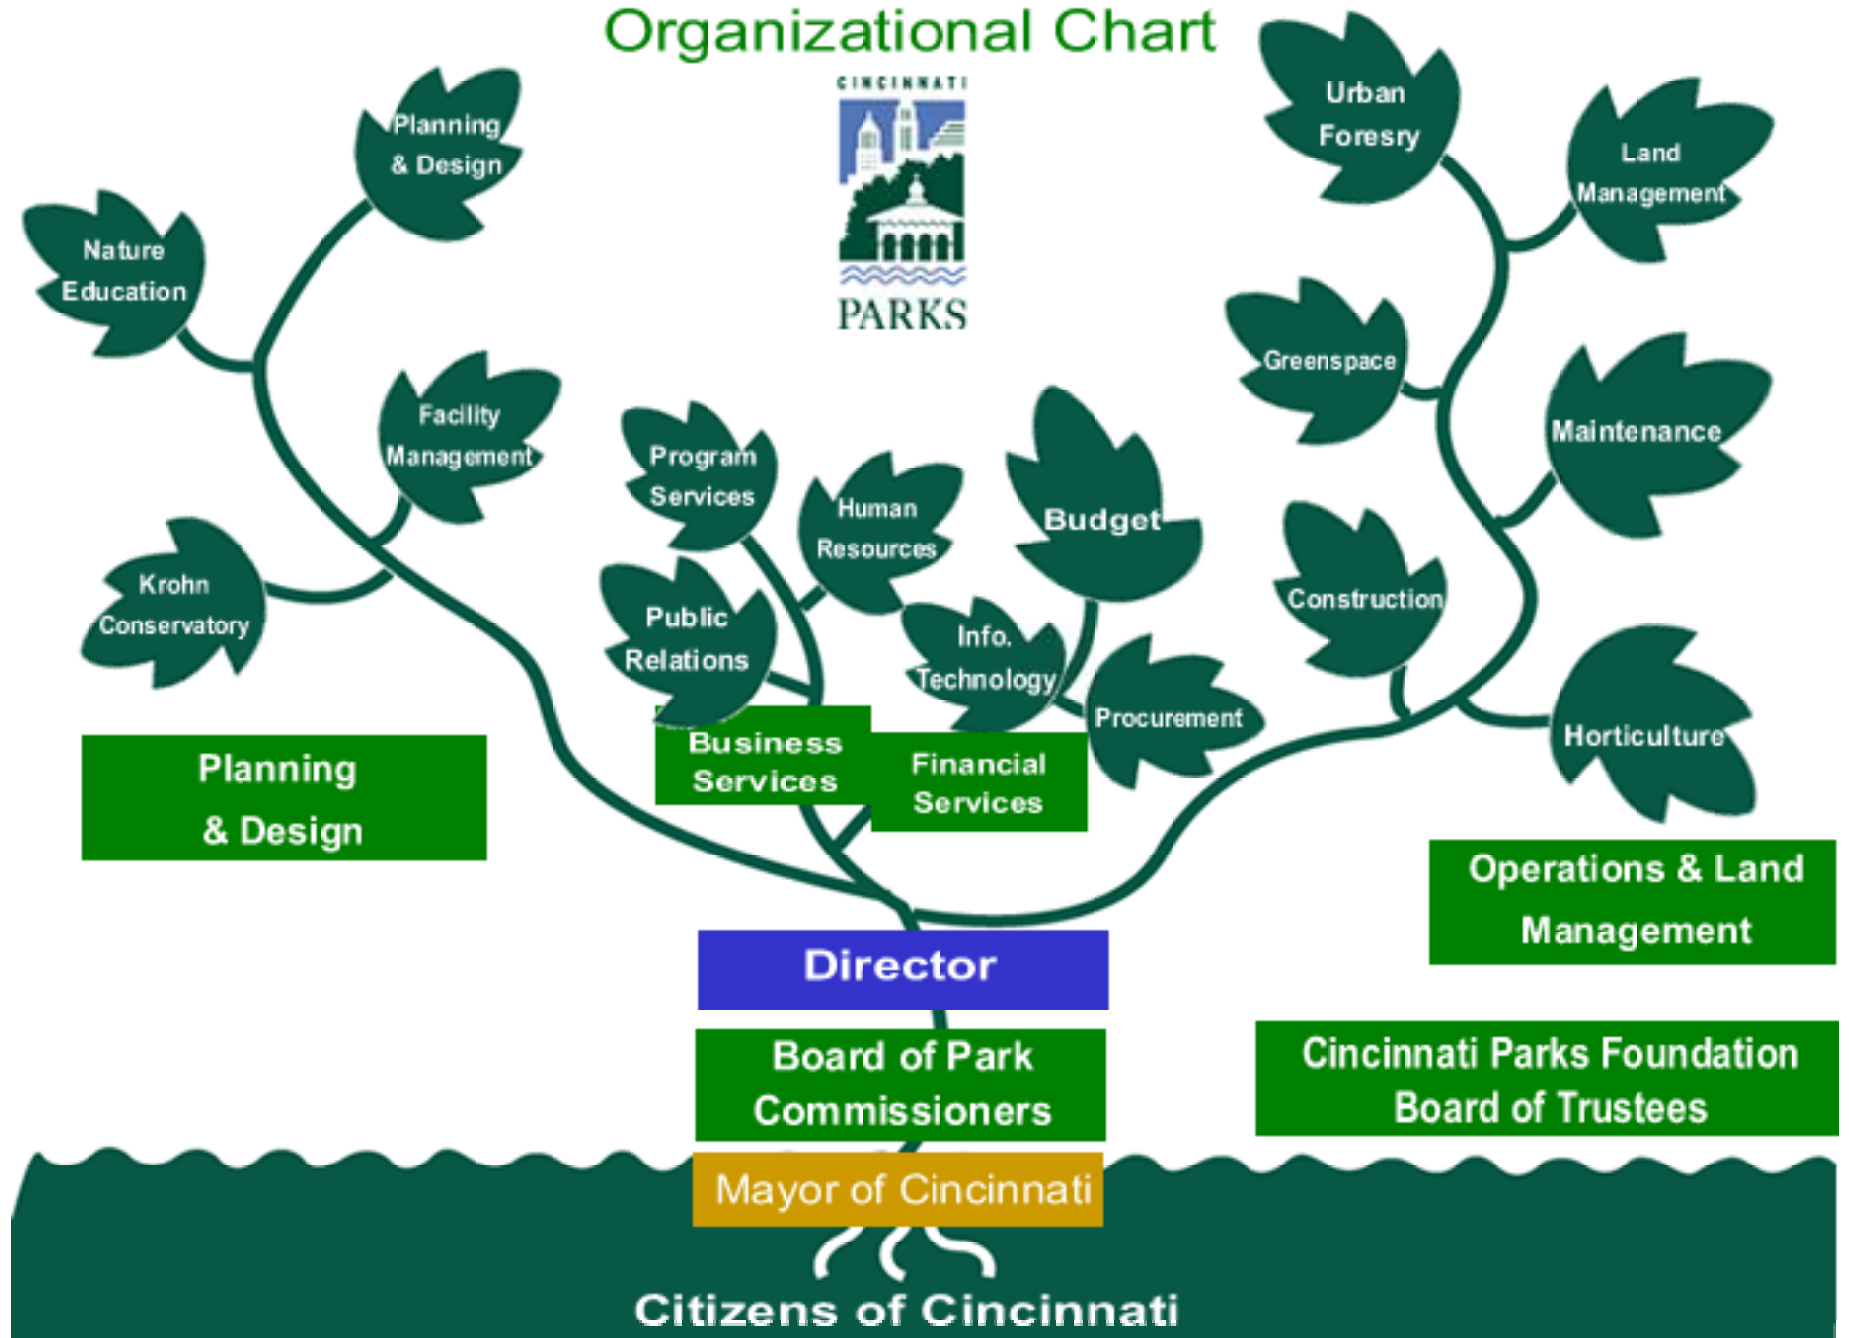 Organizational Chart
CINCINNATI
PARKS
Planning
& Design
Nature
Education
Facility
Management
Krohn
Conservatory
Planning
& Design
Program
Services
Human
Resources
Public
Relations
Business
Services
Budget
Info.
Technology
Procurement
Financial
Services
Urban
Foresry
Land
Management
Greenspace
Maintenance
Construction
Horticulture
Operations & Land
Management
Director
Board of Park
Commissioners
Cincinnati Parks Foundation
Board of Trustees
Mayor of Cincinnati
Citizens of Cincinnati